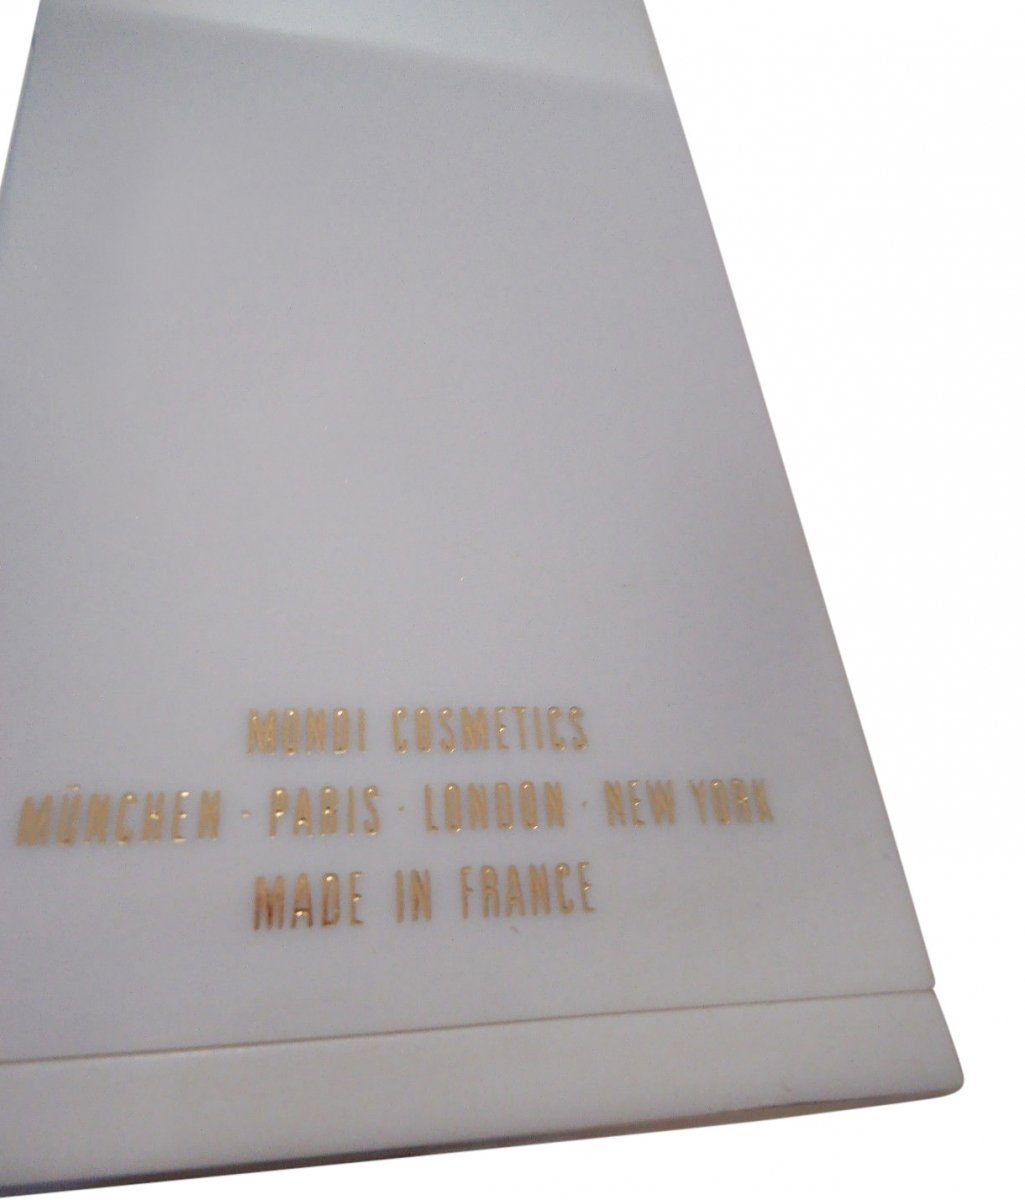 MONDI COSMETICS
MÜNCHEN · PARIS · LONDON · NEW YORK
MADE IN FRANCE